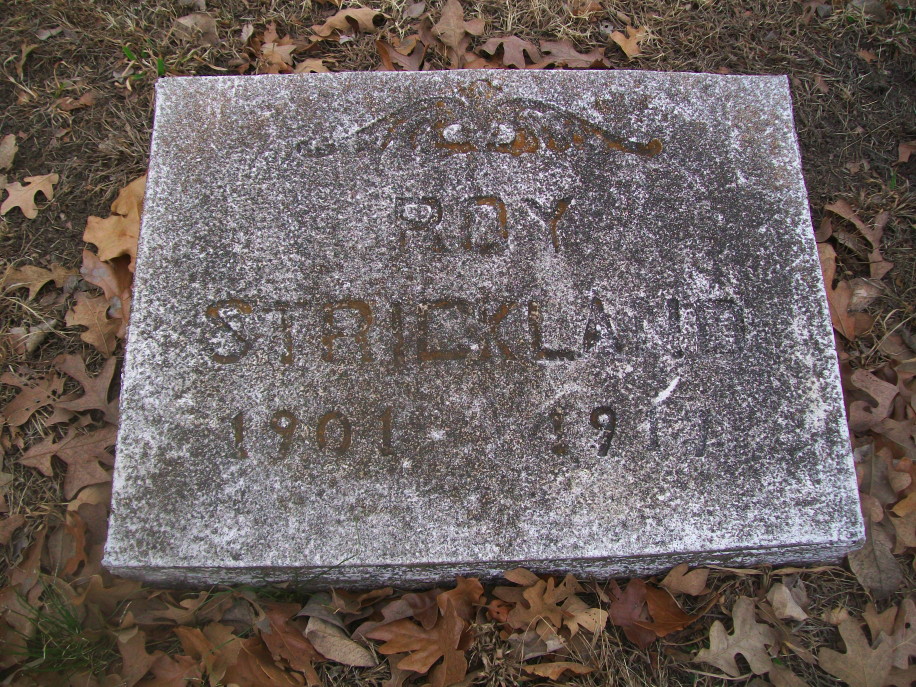 ROY
STRICKLAND
1901